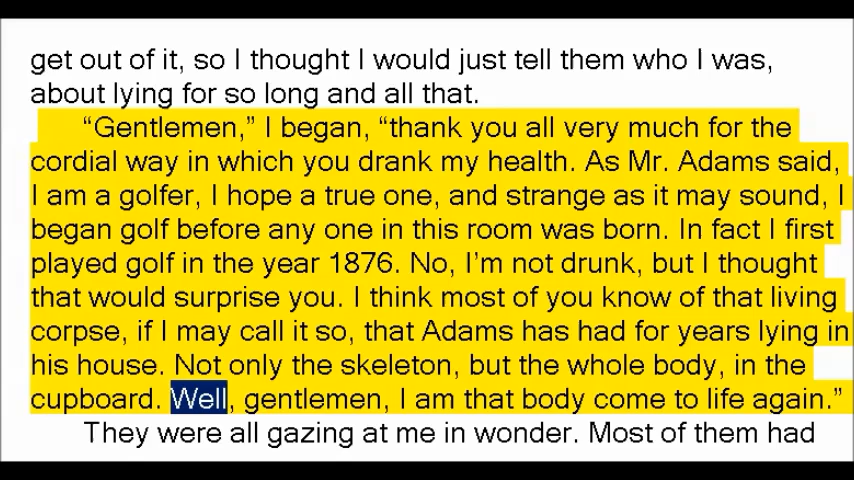 get out of it, so I thought I would just tell them who I was,
about lying for so long and all that.
“Gentlemen,” I began, “thank you all very much for the
cordial way in which you drank my health. As Mr. Adams said,
I am a golfer, I hope a true one, and strange as it may sound, I
began golf before any one in this room was born. In fact I first
played golf in the year 1876. No, I’m not drunk, but I thought
that would surprise you. I think most of you know of that living
corpse, if I may call it so, that Adams has had for years lying in
his house. Not only the skeleton, but the whole body, in the
cupboard. Well, gentlemen, I am that body come to life again.”
They were all gazing at me in wonder. Most of them had